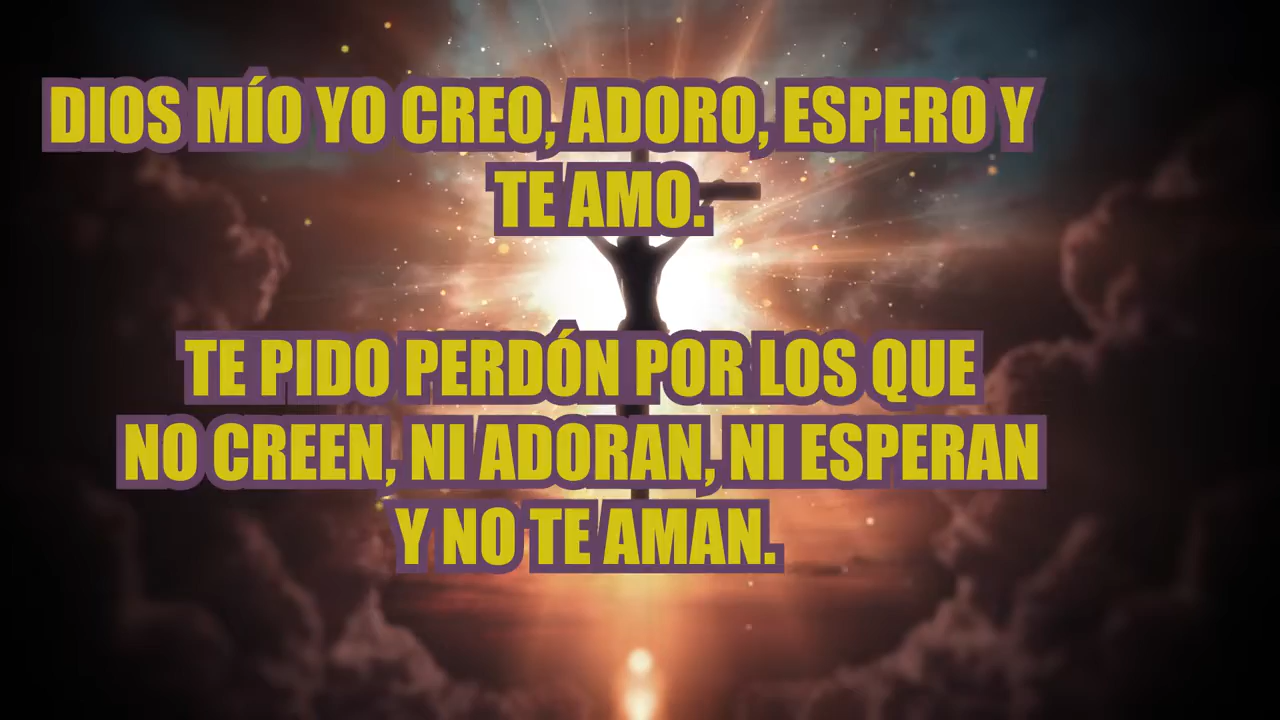 DIOS MÍO YO CREO, ADORO, ESPERO Y
TE AMO.
TE PIDO PERDÓN POR LOS QUE
NO CREEN, NI ADORAN, NI ESPERAN
Y NO TE AMAN.